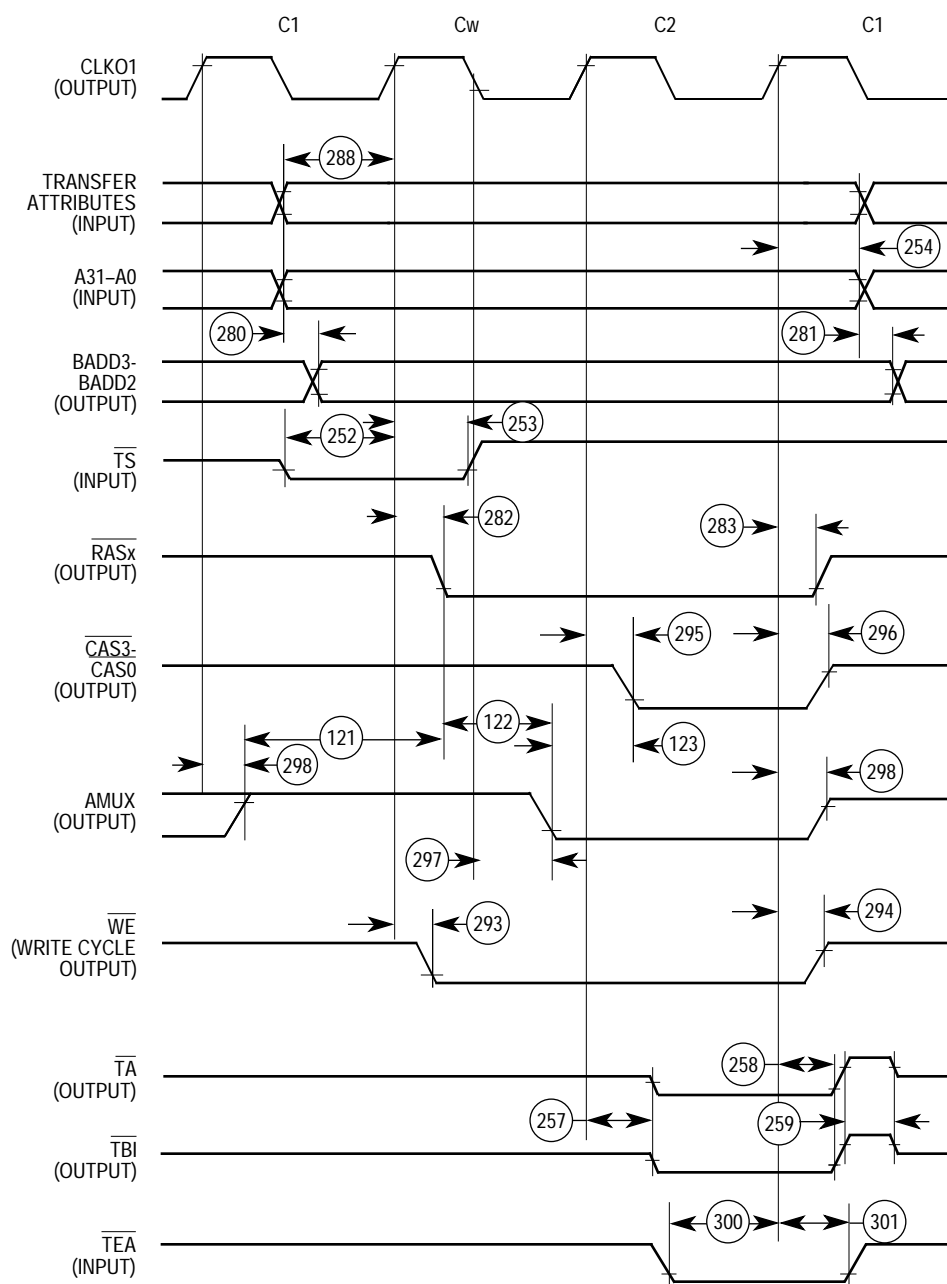 C1 Cw C2 C1
CLKO1
(OUTPUT)
288
TRANSFER
ATTRIBUTES
(INPUT)
254
A31–A0
(INPUT)
280 281
BADD3-
BADD2
(OUTPUT)
252 253
TS
(INPUT)
282 283
RASx
(OUTPUT)
295 296
CAS3-
CAS0
(OUTPUT)
121 122 123
298 298
AMUX
(OUTPUT)
297
293 294
WE
(WRITE CYCLE
OUTPUT)
258
TA
(OUTPUT)
257 259
TBI
(OUTPUT)
300 301
TEA
(INPUT)